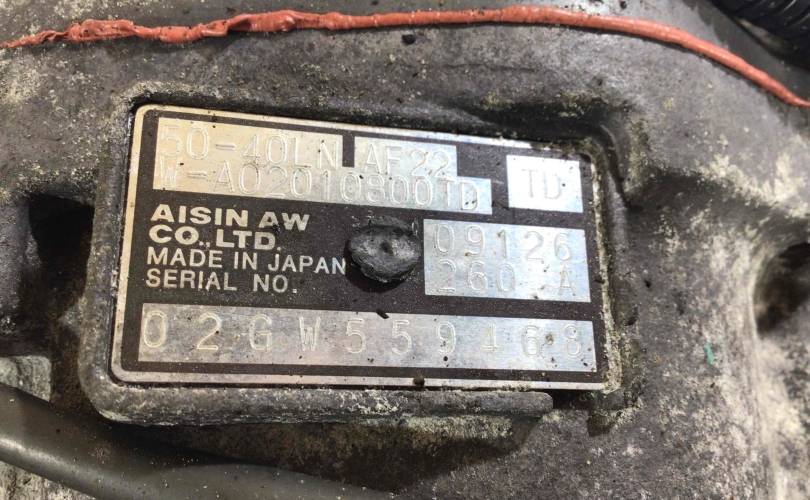 50-40LN AF22
W-A02010800TD
TD
AISIN AW
CO.,LTD.
MADE IN JAPAN
SERIAL NO.
09126
260 A
02GW559468